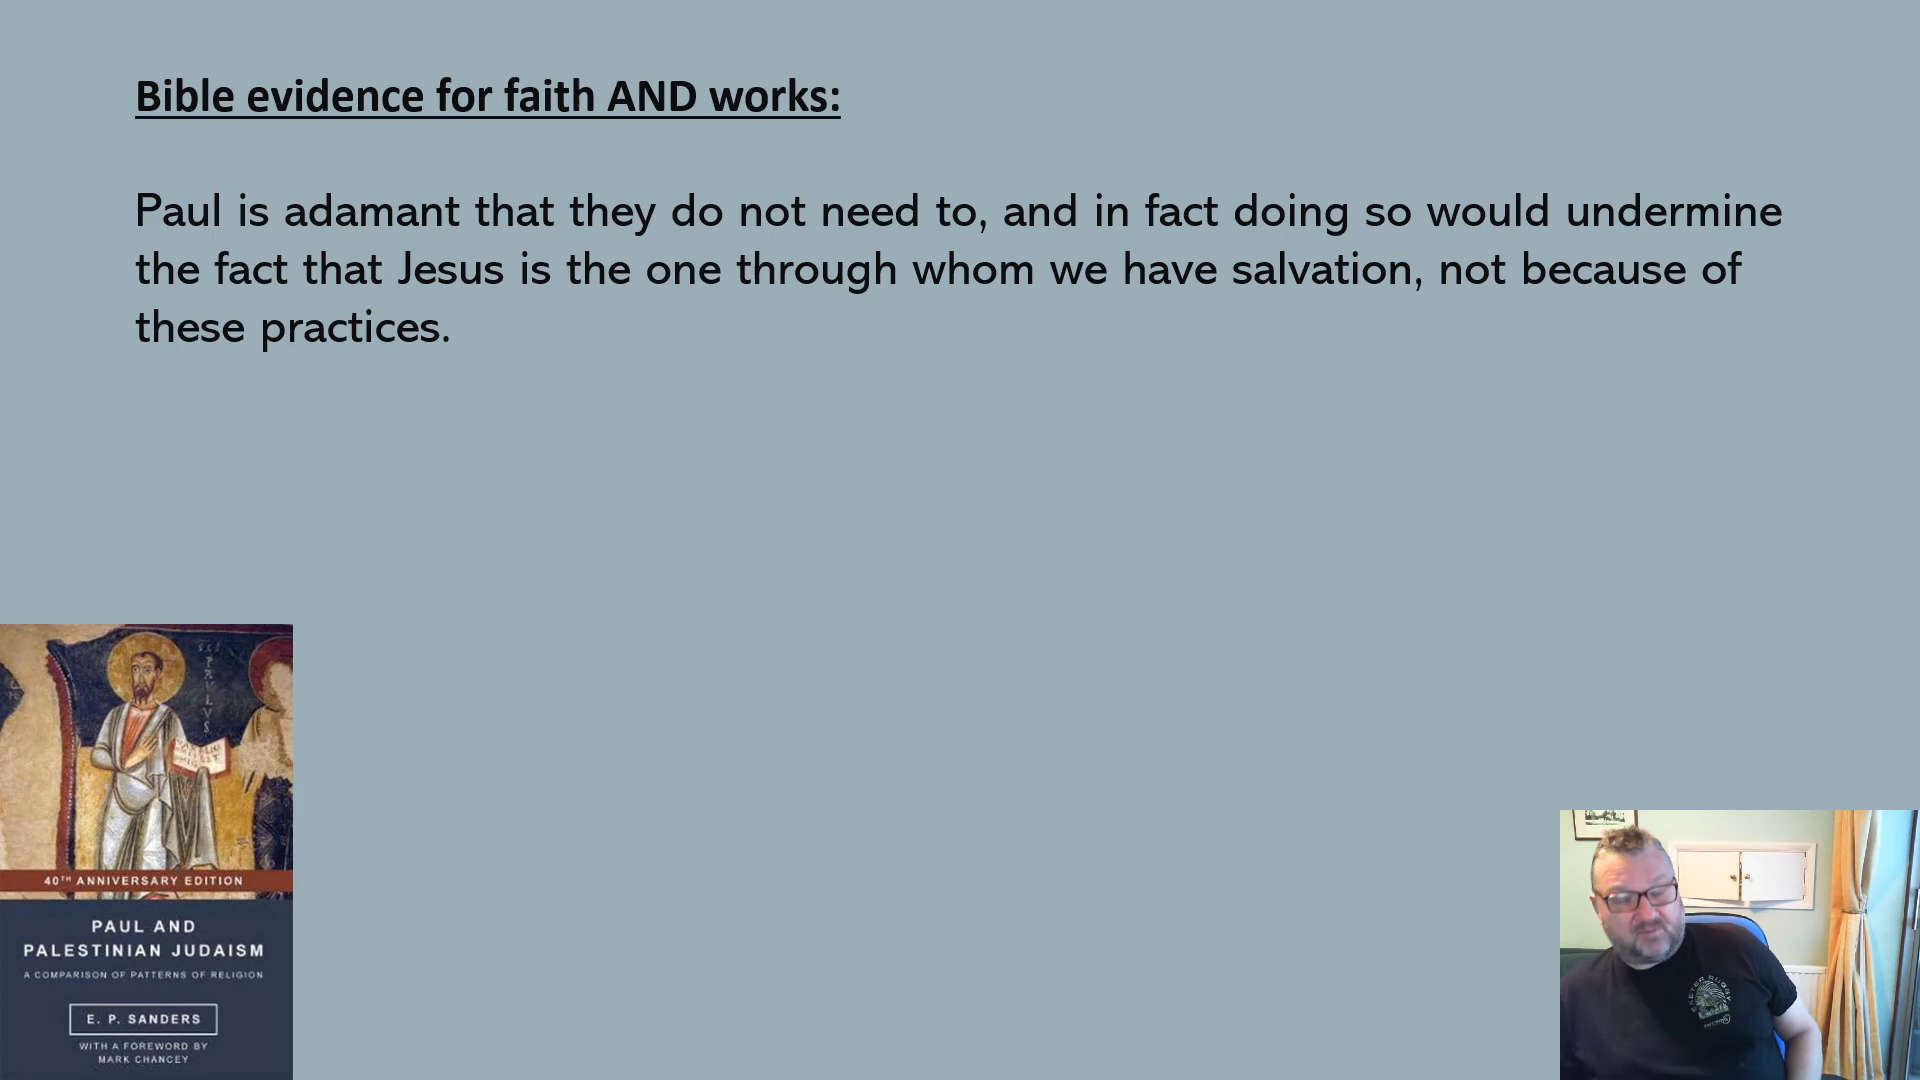 Bible evidence for faith AND works:
Paul is adamant that they do not need to, and in fact doing so would undermine
the fact that Jesus is the one through whom we have salvation, not because of
these practices.
40TH ANNIVERSARY EDITION
PAUL AND
PALESTINIAN JUDAISM
A COMPARISON OF PATTERNS OF RELIGION
E. P. SANDERS
WITH A FOREWORD BY
MARK CHANCEY
EXETER RUGBY